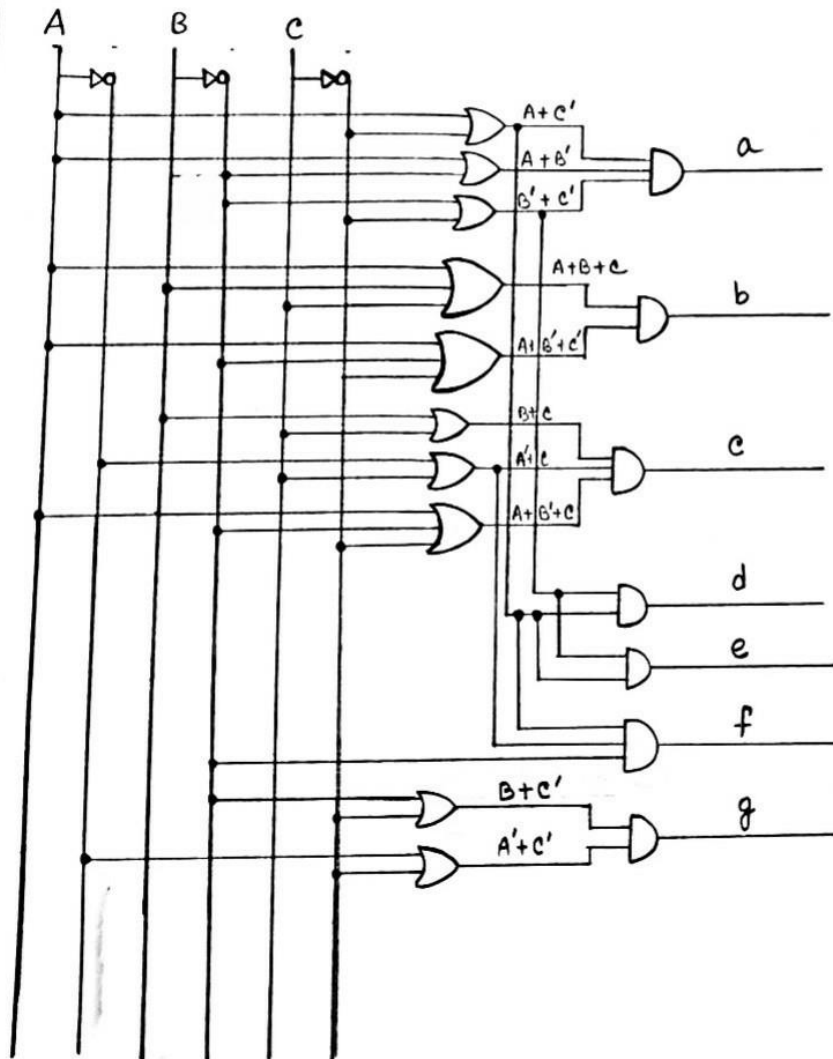 A B C
A+C'
a
A+B'
B'+C'
A+B+C
b
A+B'+C'
B+C
A'+C
c
A+B'+C
d
e
f
B+C'
g
A'+C'